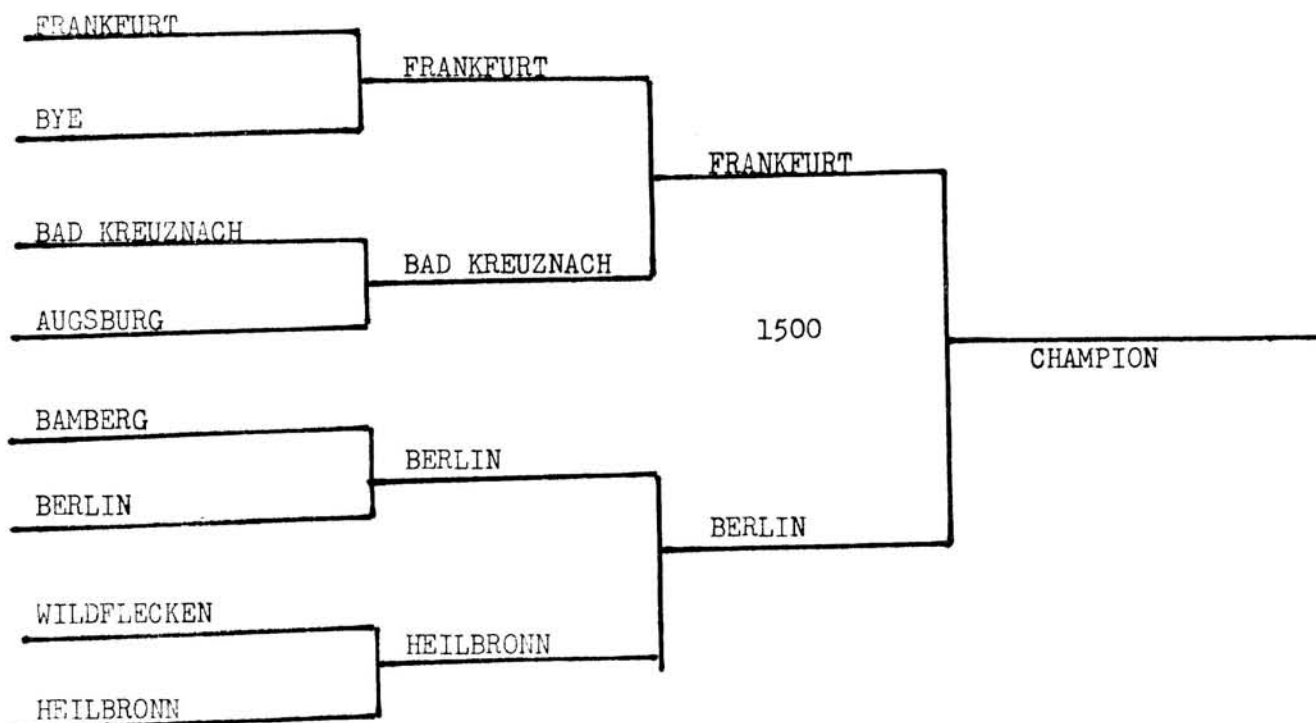 FRANKFURT
BYE
BAD KREUZNACH
AUGSBURG
BAMBERG
BERLIN
WILDFLECKEN
HEILBRONN
FRANKFURT
BAD KREUZNACH
BERLIN
HEILBRONN
FRANKFURT
1500
BERLIN
CHAMPION